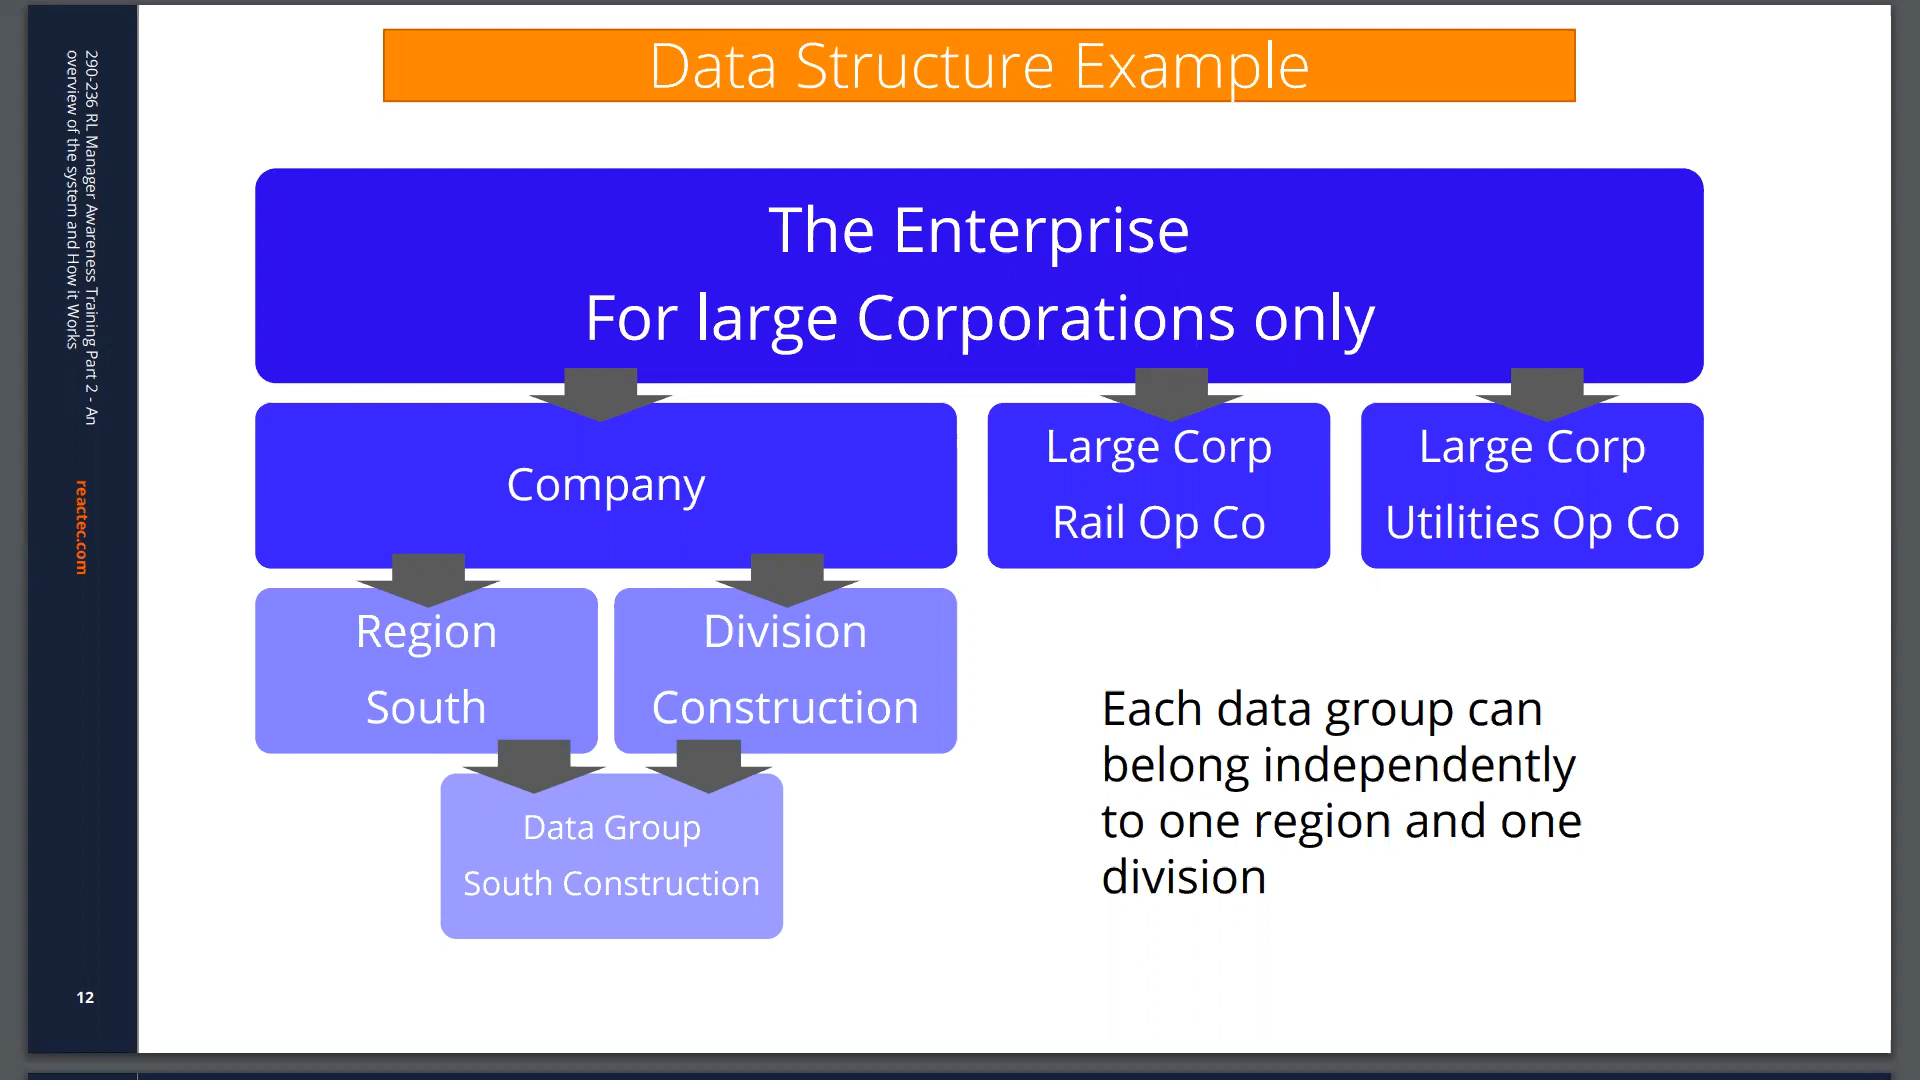 290-236 RL Manager Awareness Training Part 2 - An
overview of the system and How it Works
reactec.com
12
Data Structure Example
The Enterprise
For large Corporations only
Company
Large Corp
Rail Op Co
Large Corp
Utilities Op Co
Region
South
Division
Construction
Data Group
South Construction
Each data group can
belong independently
to one region and one
division